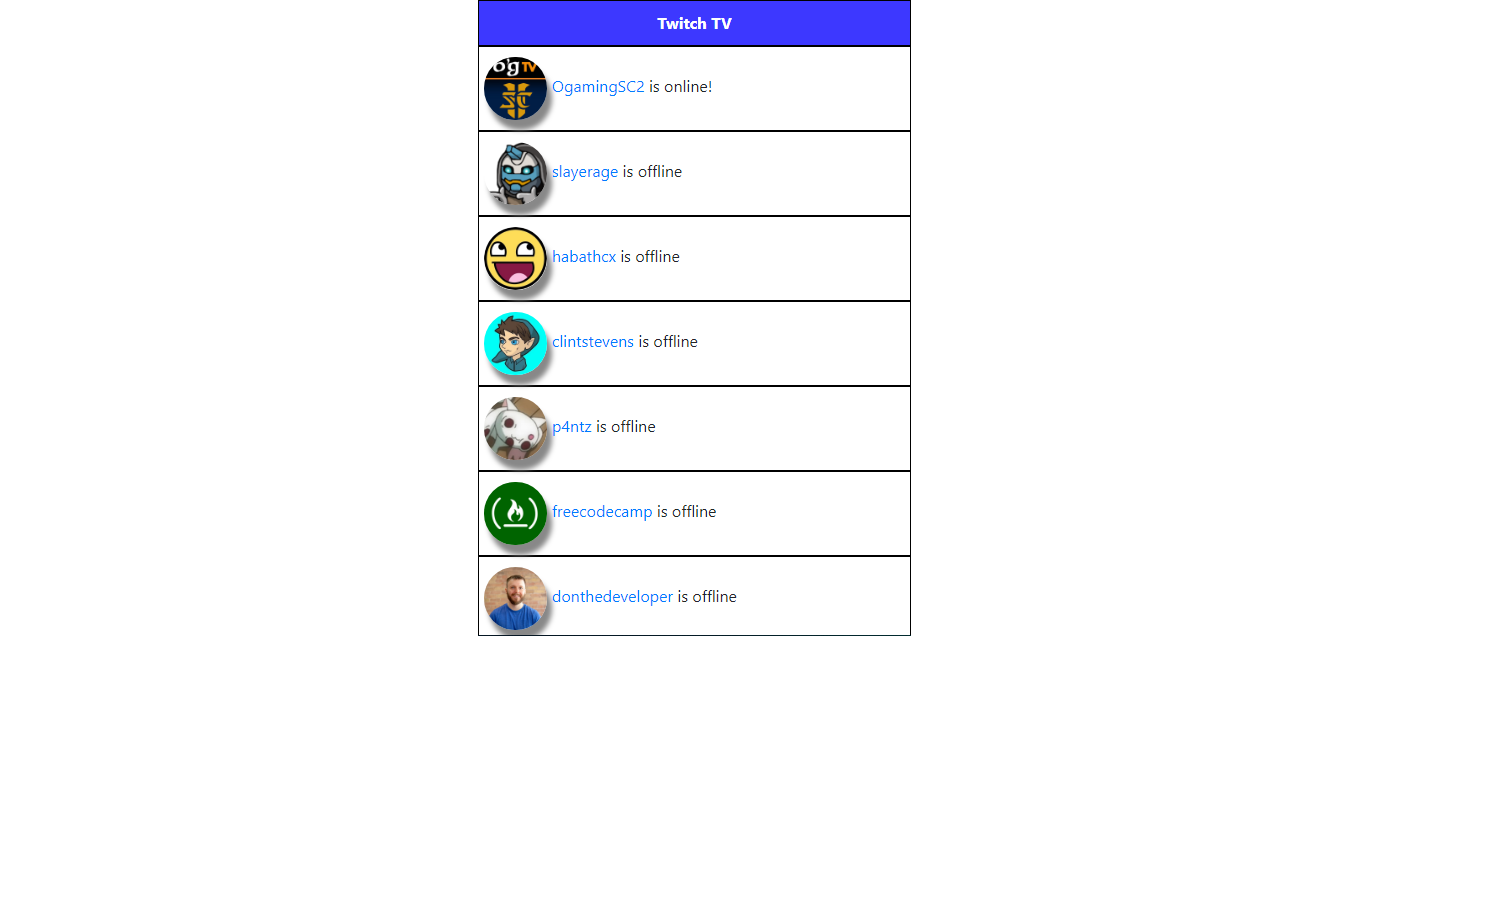 Twitch TV
ogTV
OgamingSC2 is online!
slayerage is offline
habathcx is offline
clintstevens is offline
p4ntz is offline
freecodecamp is offline
donthedeveloper is offline